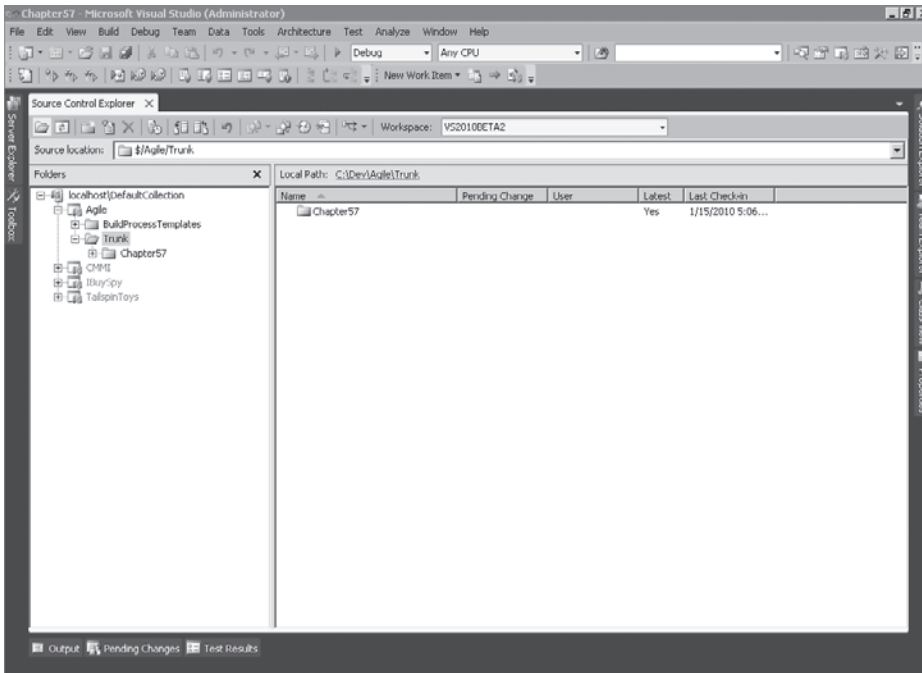 Chapter57 - Microsoft Visual Studio (Administrator)
File Edit View Build Debug Team Data Tools Architecture Test Analyze Window Help
Debug Any CPU
New Work Item
Source Control Explorer
Workspace: VS2010BETA2
Source location: $/Agile/Trunk
Folders
Local Path: C:\Dev\Agile\Trunk
localhost\DefaultCollection
Agile
BuildProcessTemplates
Trunk
Chapter57
CMMI
IBuySpy
TailspinToys
Name Pending Change User Latest Last Check-in
Chapter57 Yes 1/15/2010 5:06...
Server Explorer
Toolbox
Properties
Output Pending Changes Test Results